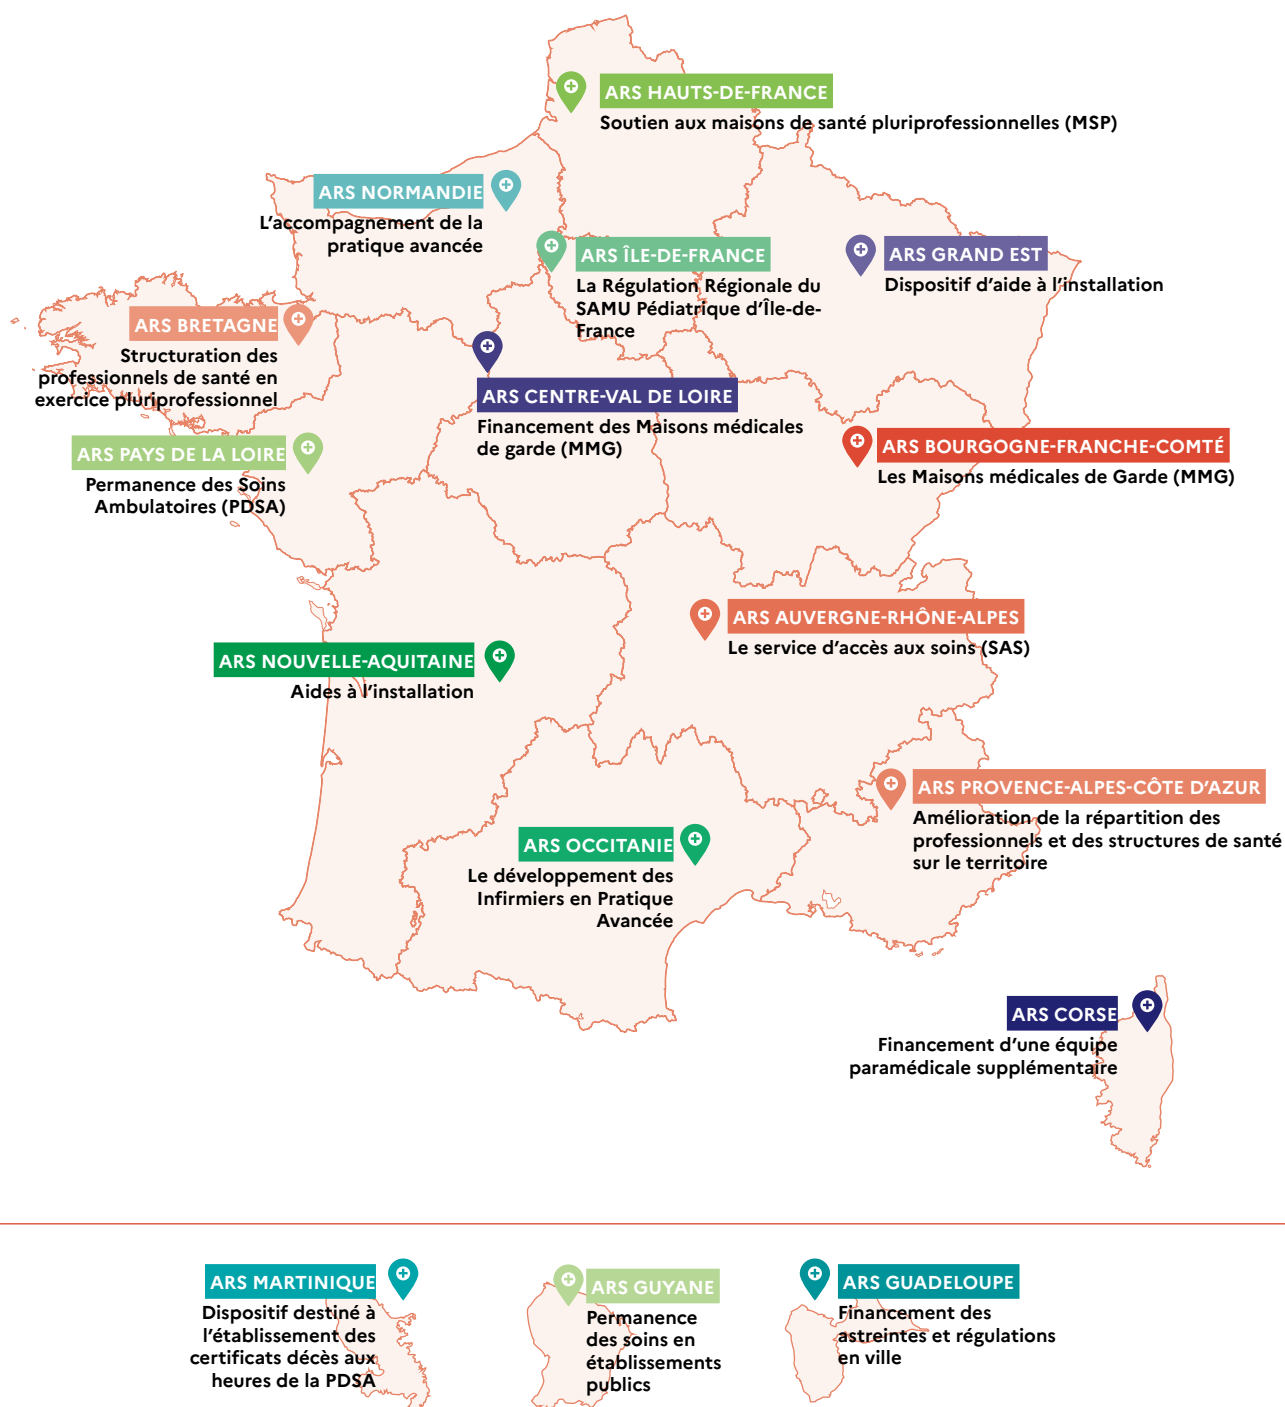 ARS HAUTS-DE-FRANCE
Soutien aux maisons de santé pluriprofessionnelles (MSP)
ARS NORMANDIE
L’accompagnement de la
pratique avancée
ARS ÎLE-DE-FRANCE
La Régulation Régionale du
SAMU Pédiatrique d’Île-de-
France
ARS GRAND EST
Dispositif d’aide à l’installation
ARS BRETAGNE
Structuration des
professionnels de santé en
exercice pluriprofessionnel
ARS CENTRE-VAL DE LOIRE
Financement des Maisons médicales
de garde (MMG)
ARS PAYS DE LA LOIRE
Permanence des Soins
Ambulatoires (PDSA)
ARS BOURGOGNE-FRANCHE-COMTÉ
Les Maisons médicales de Garde (MMG)
ARS AUVERGNE-RHÔNE-ALPES
Le service d’accès aux soins (SAS)
ARS NOUVELLE-AQUITAINE
Aides à l’installation
ARS PROVENCE-ALPES-CÔTE D’AZUR
Amélioration de la répartition des
professionnels et des structures de santé
sur le territoire
ARS OCCITANIE
Le développement des
Infirmiers en Pratique
Avancée
ARS CORSE
Financement d’une équipe
paramédicale supplémentaire
ARS MARTINIQUE
Dispositif destiné à
l’établissement des
certificats décès aux
heures de la PDSA
ARS GUYANE
Permanence
des soins en
établissements
publics
ARS GUADELOUPE
Financement des
astreintes et régulations
en ville